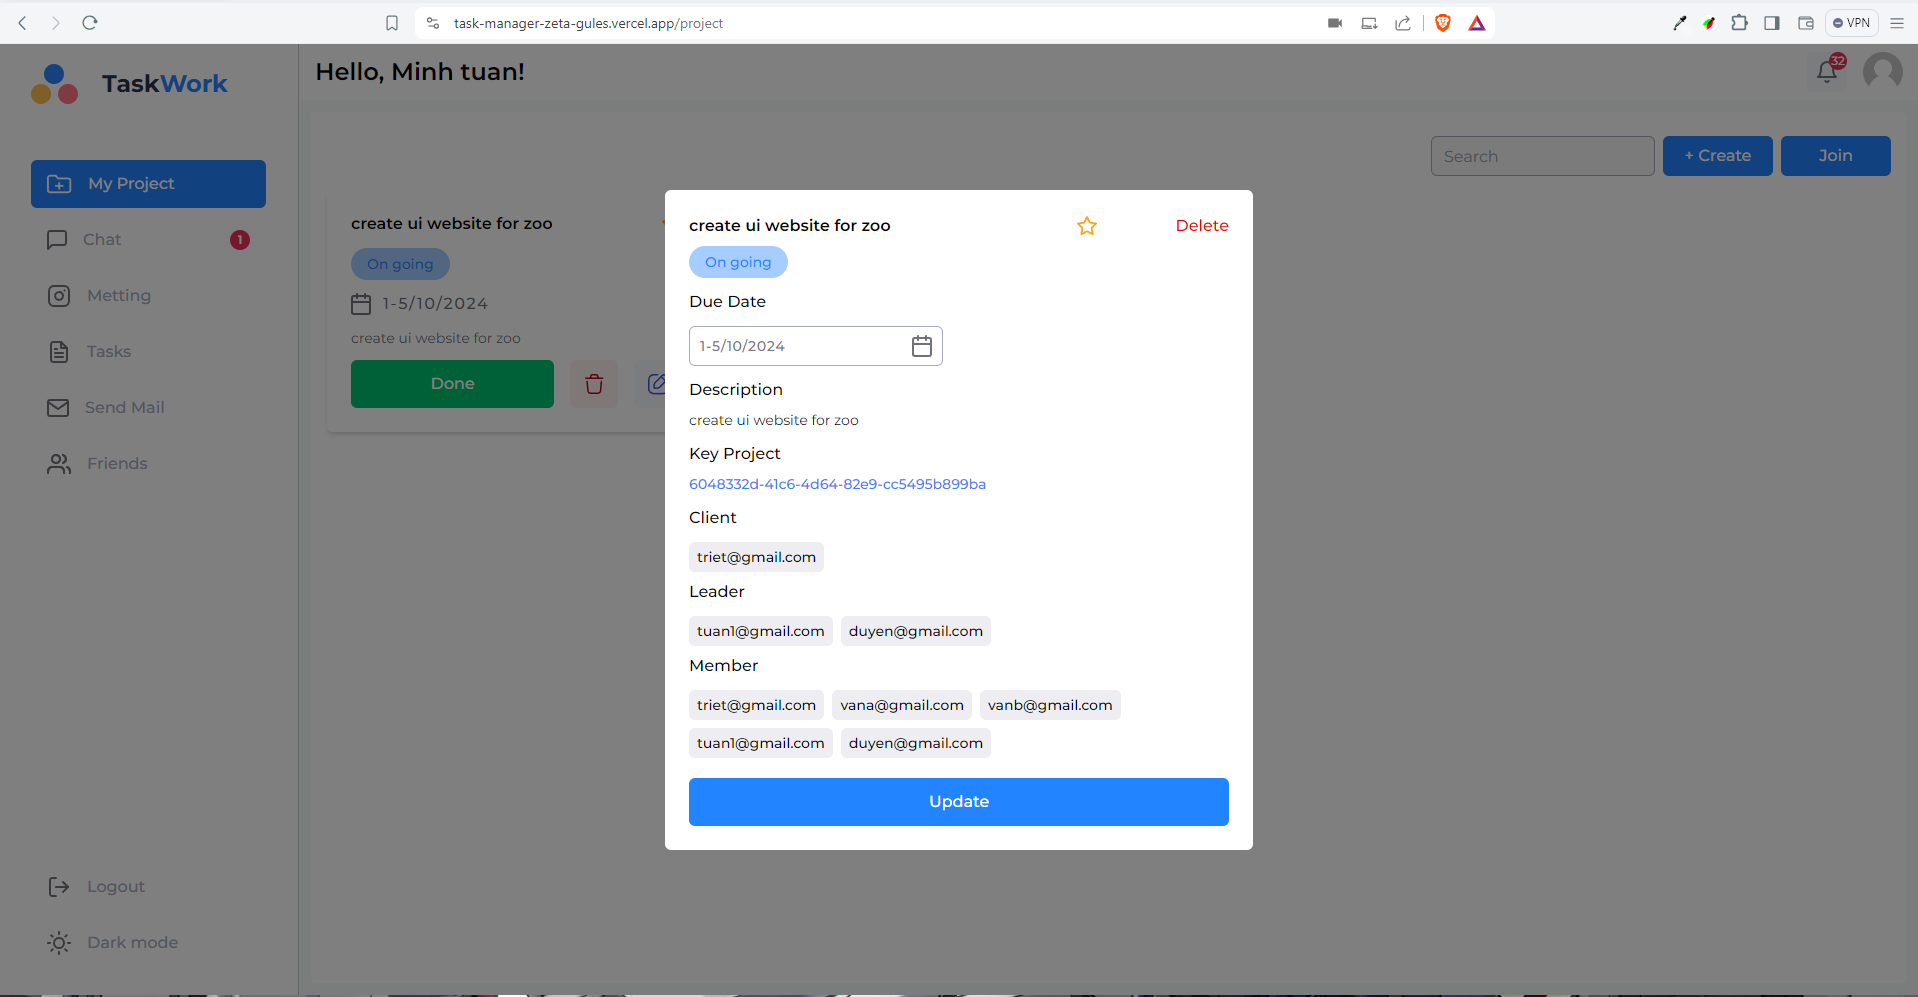 task-manager-zeta-gules.vercel.app/project
VPN
TaskWork
Hello, Minh tuan!
32
My Project
Chat
1
Metting
Tasks
Send Mail
Friends
Logout
Dark mode
Search
+ Create
Join
create ui website for zoo
On going
1-5/10/2024
create ui website for zoo
Done
create ui website for zoo
Delete
On going
Due Date
1-5/10/2024
Description
create ui website for zoo
Key Project
6048332d-41c6-4d64-82e9-cc5495b899ba
Client
triet@gmail.com
Leader
tuan1@gmail.com duyen@gmail.com
Member
triet@gmail.com vana@gmail.com vanb@gmail.com
tuan1@gmail.com duyen@gmail.com
Update